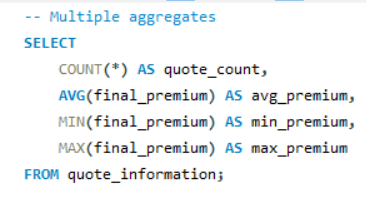 -- Multiple aggregates
SELECT
    COUNT(*) AS quote_count,
    AVG(final_premium) AS avg_premium,
    MIN(final_premium) AS min_premium,
    MAX(final_premium) AS max_premium
FROM quote_information;